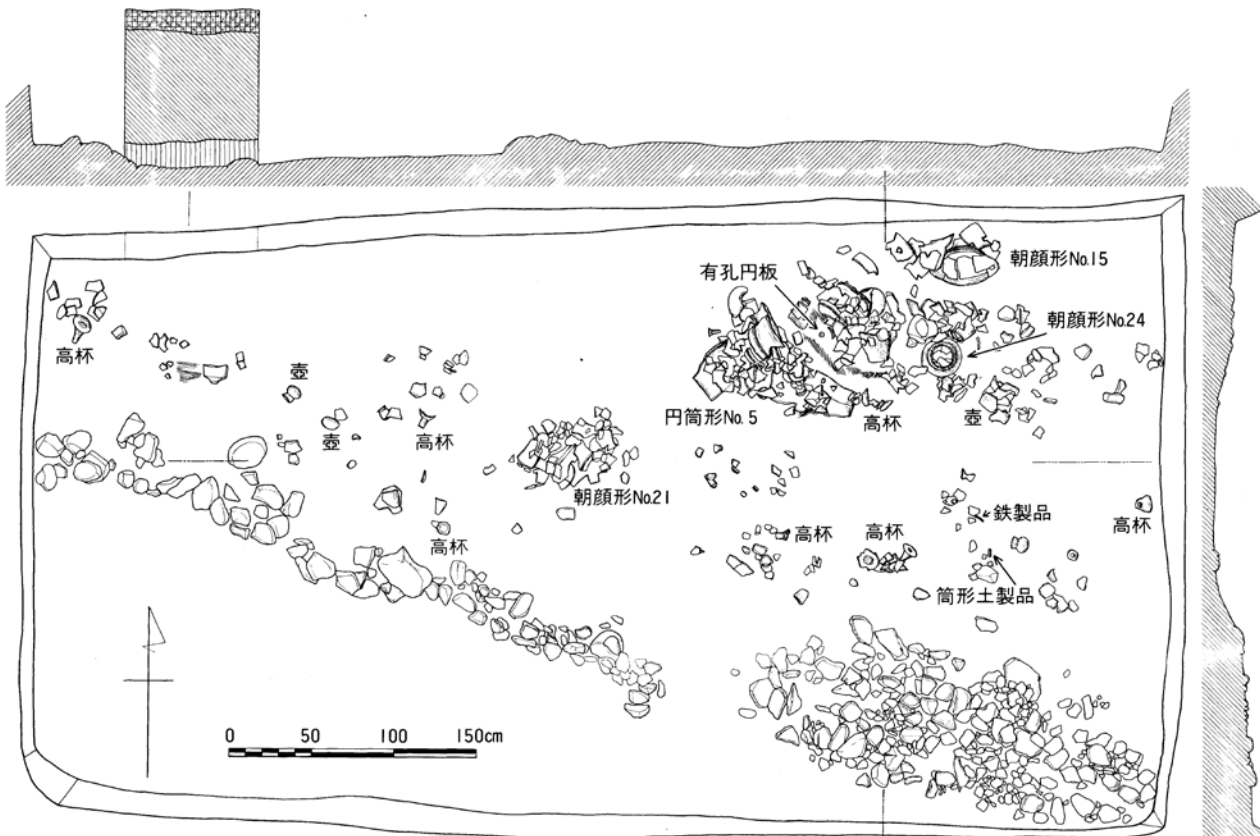 朝顔形No.15
有孔円板
朝顔形No.24
高杯
壺
円筒形No.5
高杯
壺
壺
高杯
朝顔形No.21
鉄製品
高杯
高杯
高杯
高杯
筒形土製品
0 50 100 150cm